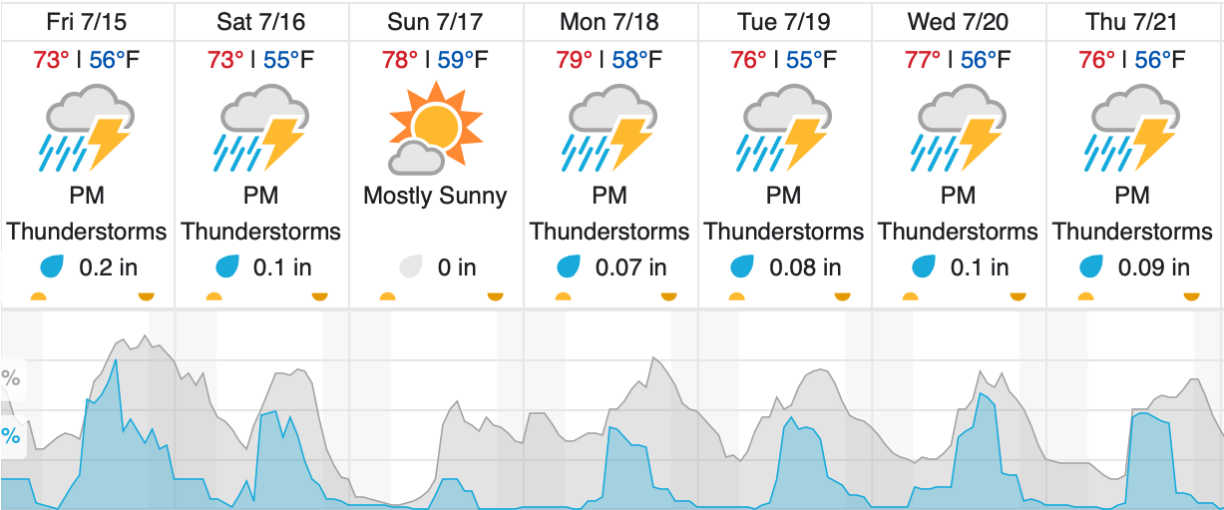 Fri 7/15 Sat 7/16 Sun 7/17 Mon 7/18 Tue 7/19 Wed 7/20 Thu 7/21
73° | 56°F 73° | 55°F 78° | 59°F 79° | 58°F 76° | 55°F 77° | 56°F 76° | 56°F
PM PM Mostly Sunny PM PM PM PM
Thunderstorms Thunderstorms Thunderstorms Thunderstorms Thunderstorms Thunderstorms
0.2 in 0.1 in 0 in 0.07 in 0.08 in 0.1 in 0.09 in
%
%